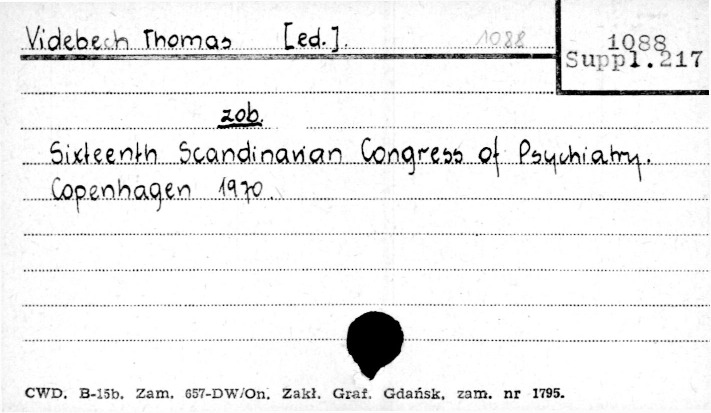 Videbech Thomas [ed.]. 1088
1088
Suppl.217
zob.
Sixteenth Scandinavian Congress of Psychiatry.
Copenhagen 1970.
CWD. B-15b. Zam. 657-DW/On. Zakł. Graf. Gdańsk, zam. nr 1795.